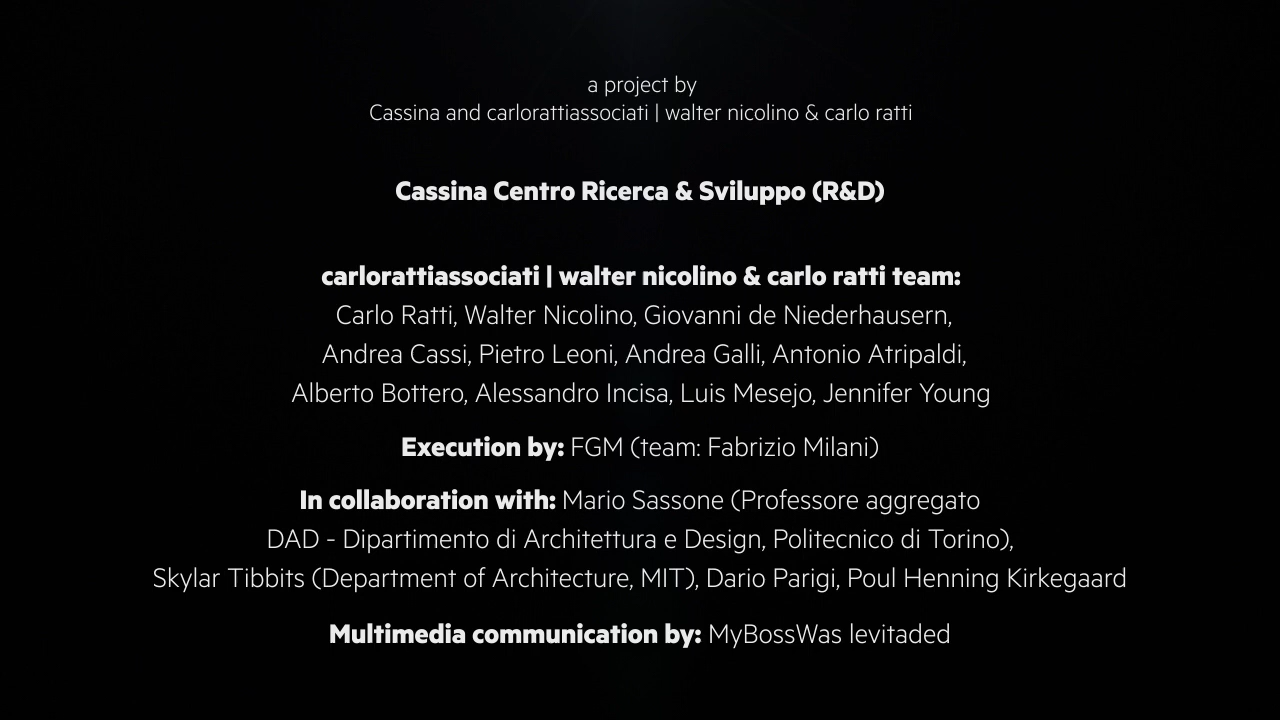 a project by
Cassina and carlorattiassociati | walter nicolino & carlo ratti
Cassina Centro Ricerca & Sviluppo (R&D)
carlorattiassociati | walter nicolino & carlo ratti team:
Carlo Ratti, Walter Nicolino, Giovanni de Niederhausern,
Andrea Cassi, Pietro Leoni, Andrea Galli, Antonio Atripaldi,
Alberto Bottero, Alessandro Incisa, Luis Mesejo, Jennifer Young
Execution by: FGM (team: Fabrizio Milani)
In collaboration with: Mario Sassone (Professore aggregato
DAD - Dipartimento di Architettura e Design, Politecnico di Torino),
Skylar Tibbits (Department of Architecture, MIT), Dario Parigi, Poul Henning Kirkegaard
Multimedia communication by: MyBossWas levitaded